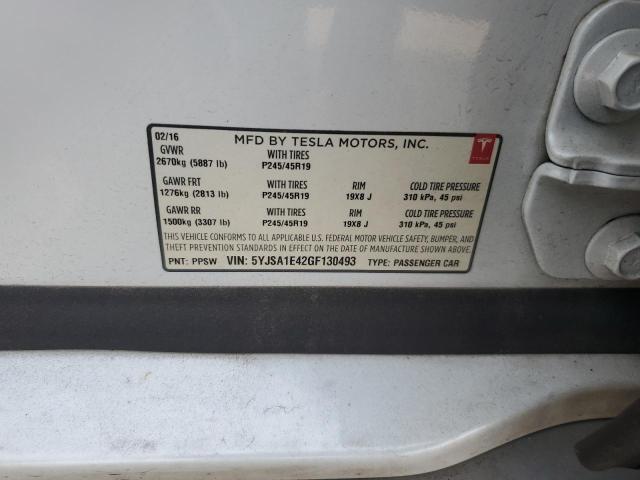 02/16 MFD BY TESLA MOTORS, INC.
GVWR WITH TIRES
2670kg (5887 lb) P245/45R19
TESLA
GAWR FRT WITH TIRES RIM COLD TIRE PRESSURE
1276kg (2813 lb) P245/45R19 19X8 J 310 kPa, 45 psi
GAWR RR WITH TIRES RIM COLD TIRE PRESSURE
1500kg (3307 lb) P245/45R19 19X8 J 310 kPa, 45 psi
THIS VEHICLE CONFORMS TO ALL APPLICABLE U.S. FEDERAL MOTOR VEHICLE SAFETY, BUMPER, AND
THEFT PREVENTION STANDARDS IN EFFECT ON THE DATE OF MANUFACTURE SHOWN ABOVE.
PNT: PPSW VIN: 5YJSA1E42GF130493 TYPE: PASSENGER CAR